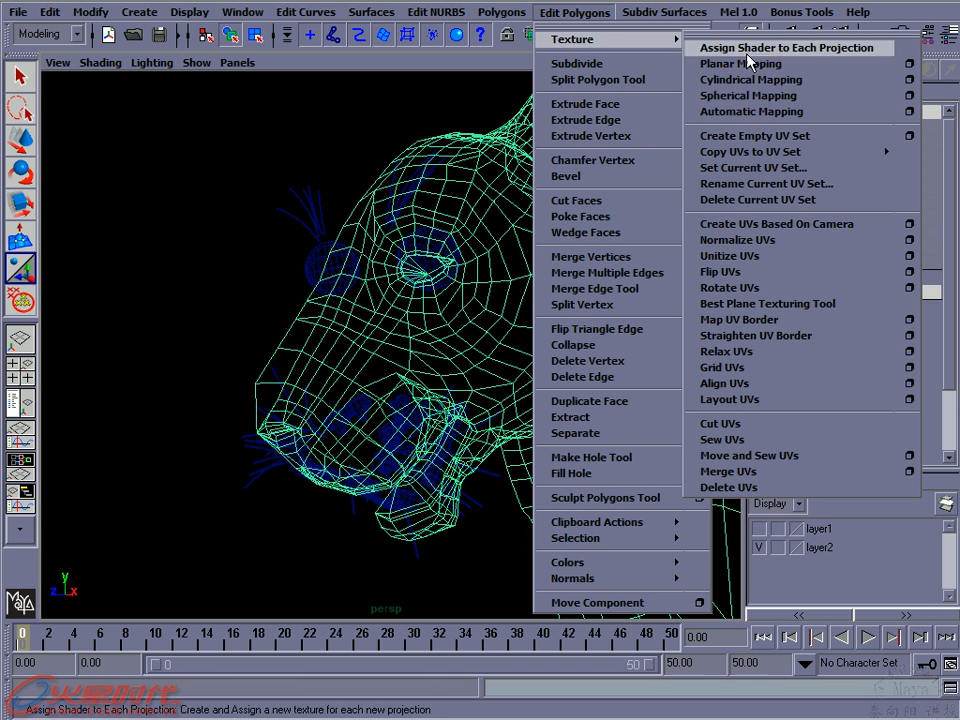 File Edit Modify Create Display Window Edit Curves Surfaces Edit NURBS Polygons Edit Polygons Subdiv Surfaces Mel 1.0 Bonus Tools Help
Modeling
View Shading Lighting Show Panels
Texture
Subdivide
Split Polygon Tool
Extrude Face
Extrude Edge
Extrude Vertex
Chamfer Vertex
Bevel
Cut Faces
Poke Faces
Wedge Faces
Merge Vertices
Merge Multiple Edges
Merge Edge Tool
Split Vertex
Flip Triangle Edge
Collapse
Delete Vertex
Delete Edge
Duplicate Face
Extract
Separate
Make Hole Tool
Fill Hole
Sculpt Polygons Tool
Clipboard Actions
Selection
Colors
Normals
Move Component
Assign Shader to Each Projection
Planar Mapping
Cylindrical Mapping
Spherical Mapping
Automatic Mapping
Create Empty UV Set
Copy UVs to UV Set
Set Current UV Set...
Rename Current UV Set...
Delete Current UV Set
Create UVs Based On Camera
Normalize UVs
Unitize UVs
Flip UVs
Rotate UVs
Best Plane Texturing Tool
Map UV Border
Straighten UV Border
Relax UVs
Grid UVs
Align UVs
Layout UVs
Cut UVs
Sew UVs
Move and Sew UVs
Merge UVs
Delete UVs
Display
layer1
V layer2
y
z x
persp
MAYA
0 2 4 6 8 10 12 14 16 18 20 22 24 26 28 30 32 34 36 38 40 42 44 46 48 50 0.00
0.00 0.00 0 50 50.00 50.00 No Character Set
火星时代
Assign Shader to Each Projection: Create and Assign a new texture for each new projection